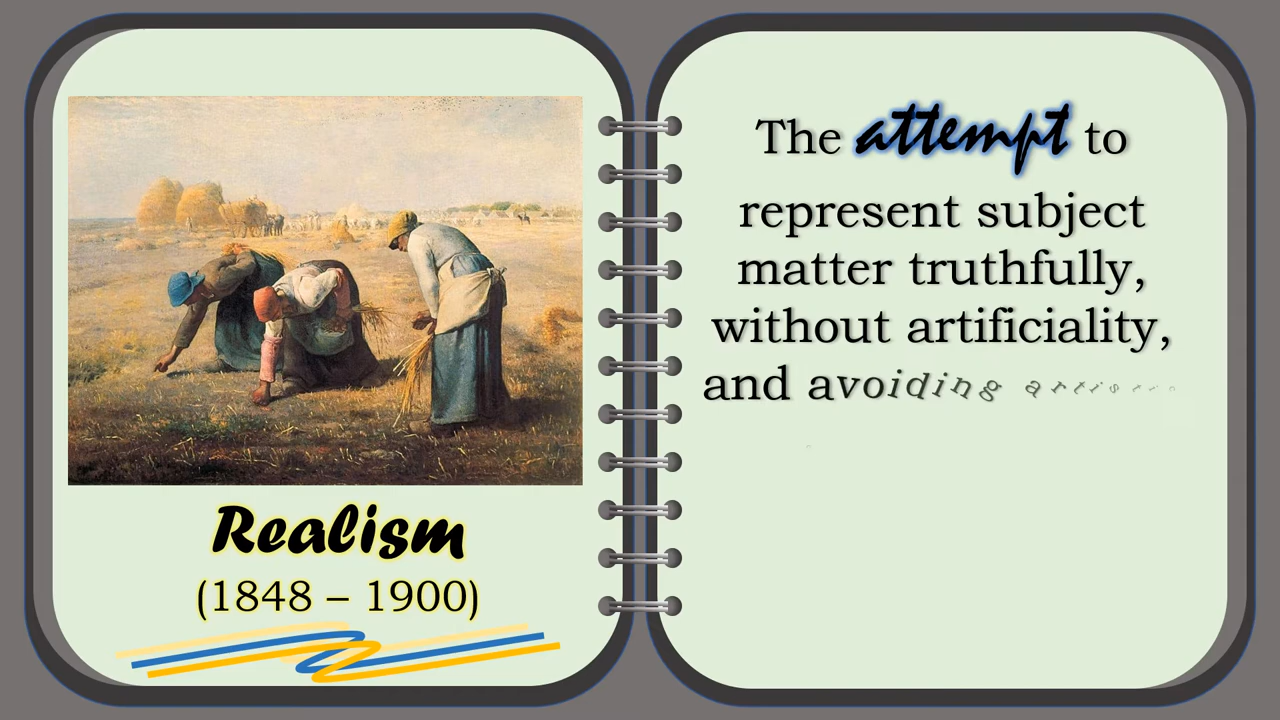 Realism
(1848 – 1900)
The attempt to
represent subject
matter truthfully,
without artificiality,
and avoiding